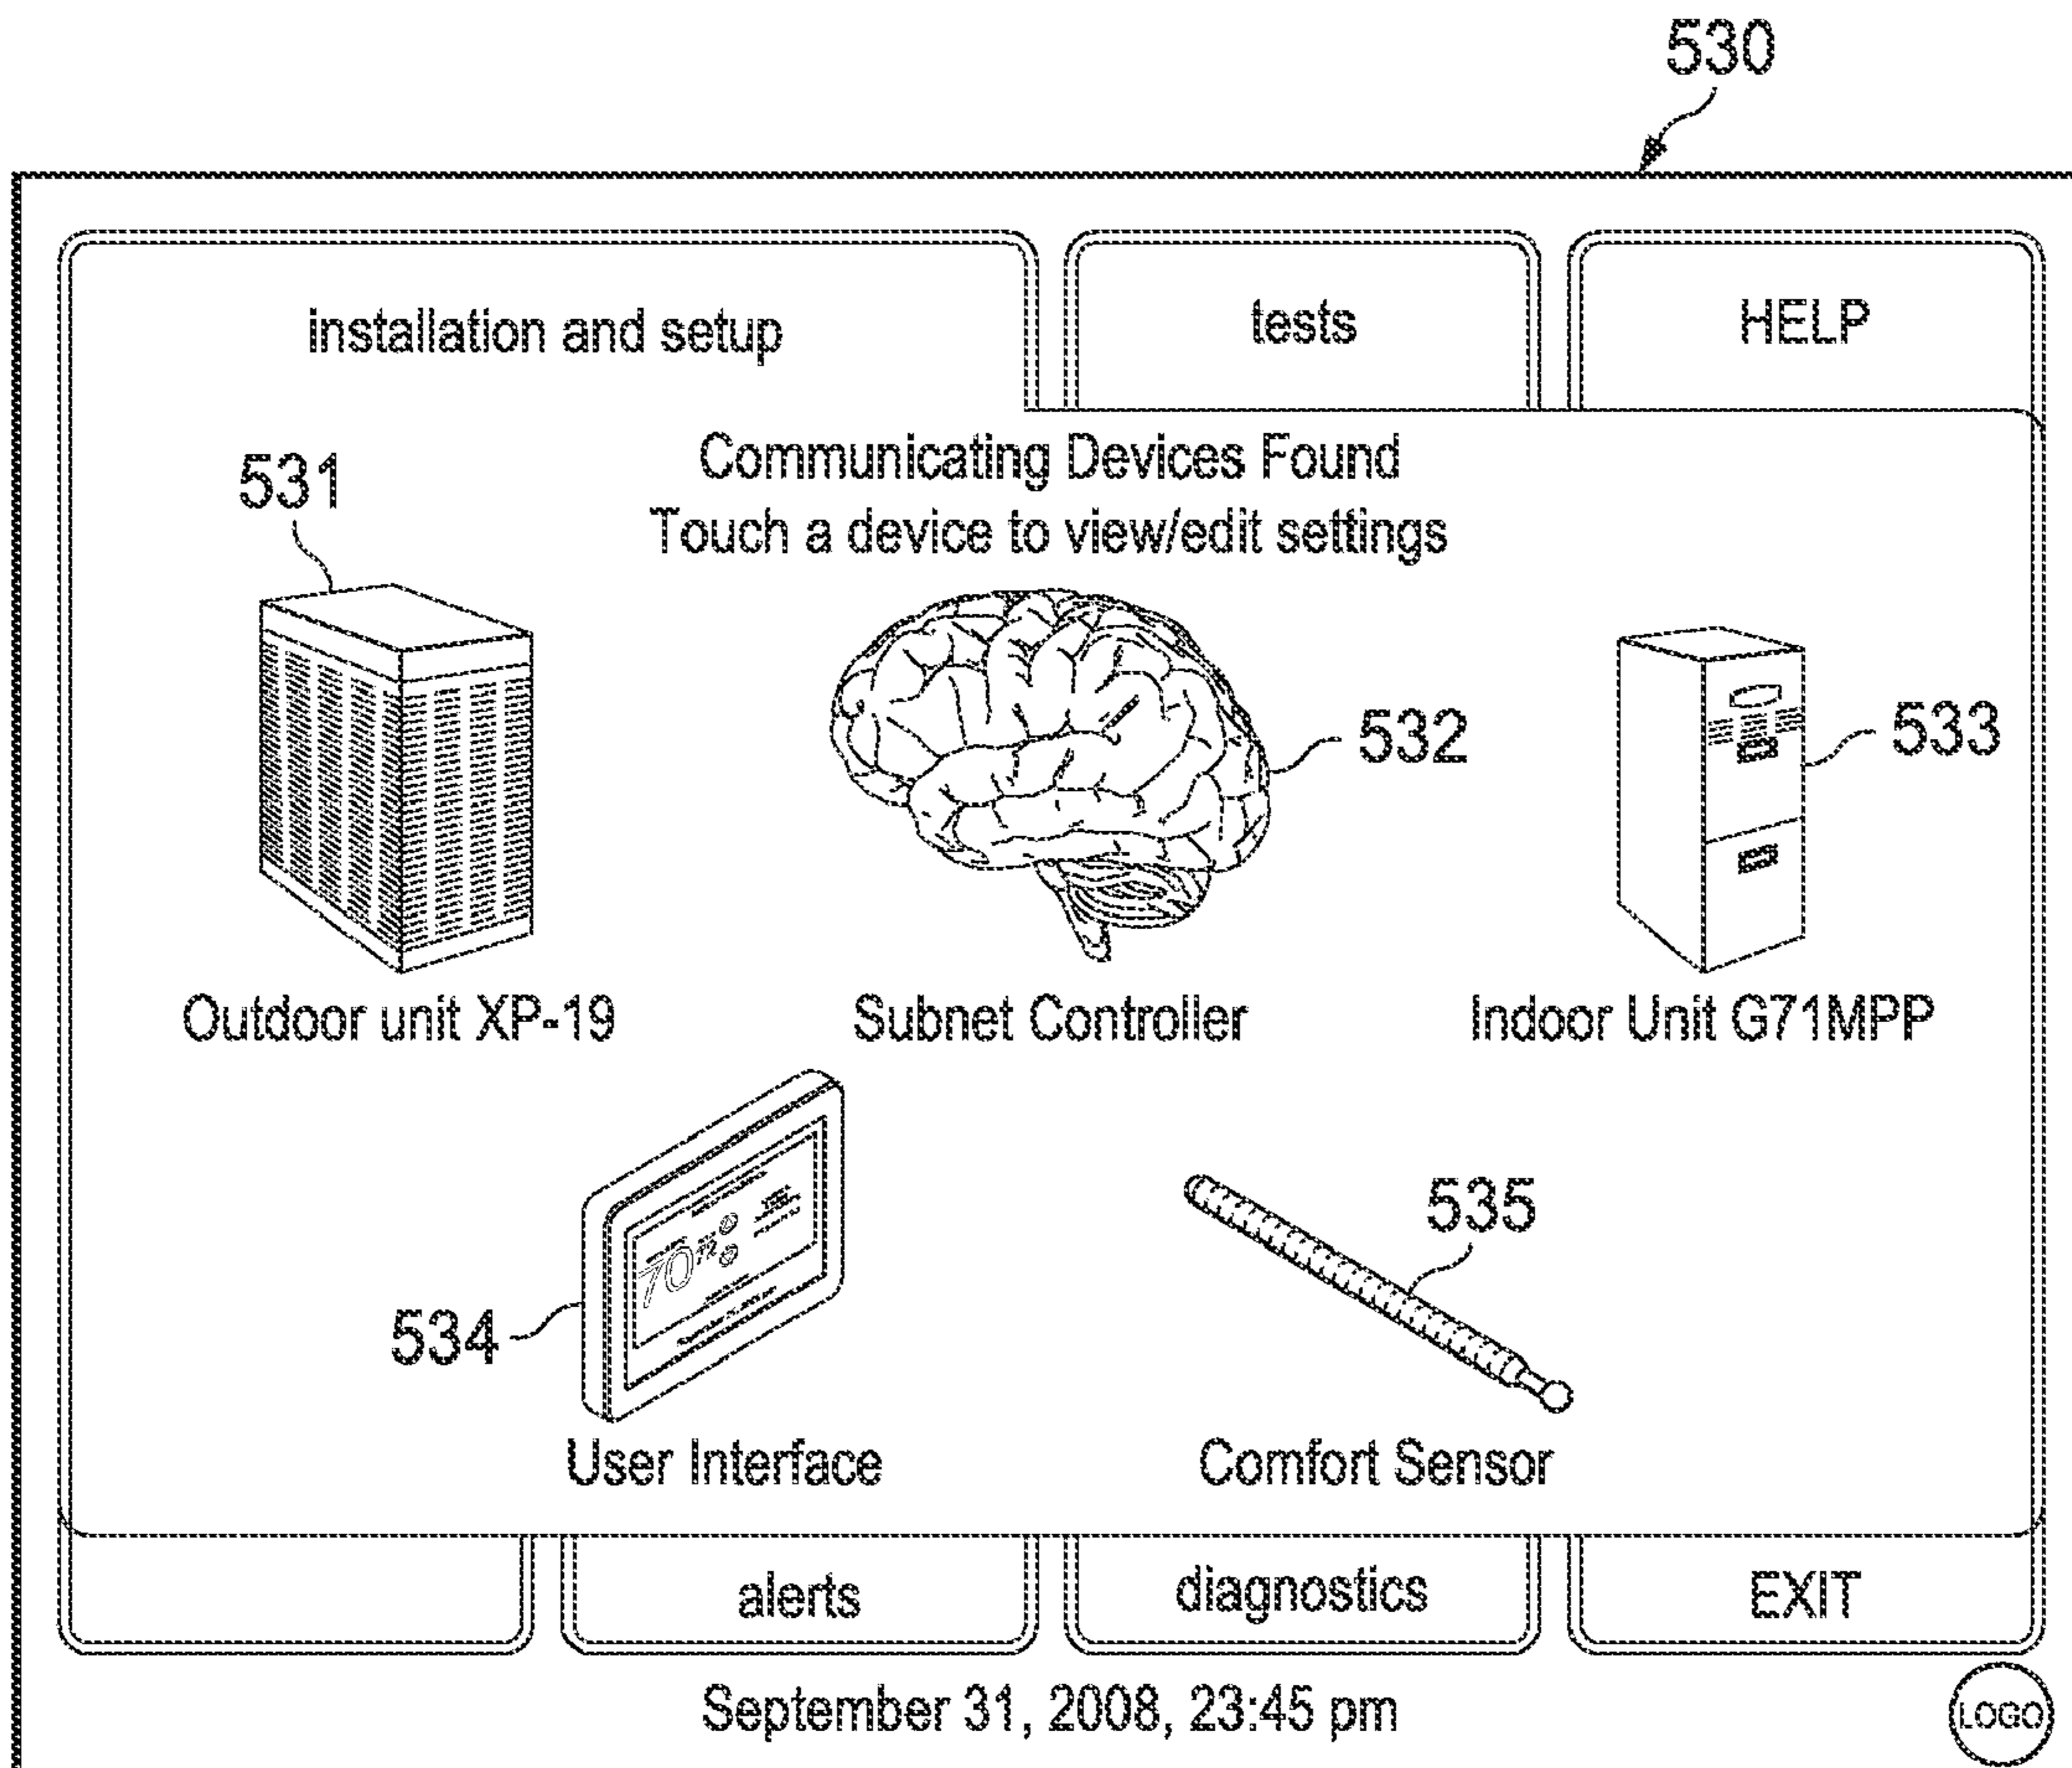 530
installation and setup
tests
HELP
Communicating Devices Found
Touch a device to view/edit settings
531
532
533
Outdoor unit XP-19
Subnet Controller
Indoor Unit G71MPP
534
70
535
User Interface
Comfort Sensor
alerts
diagnostics
EXIT
September 31, 2008, 23:45 pm
LOGO